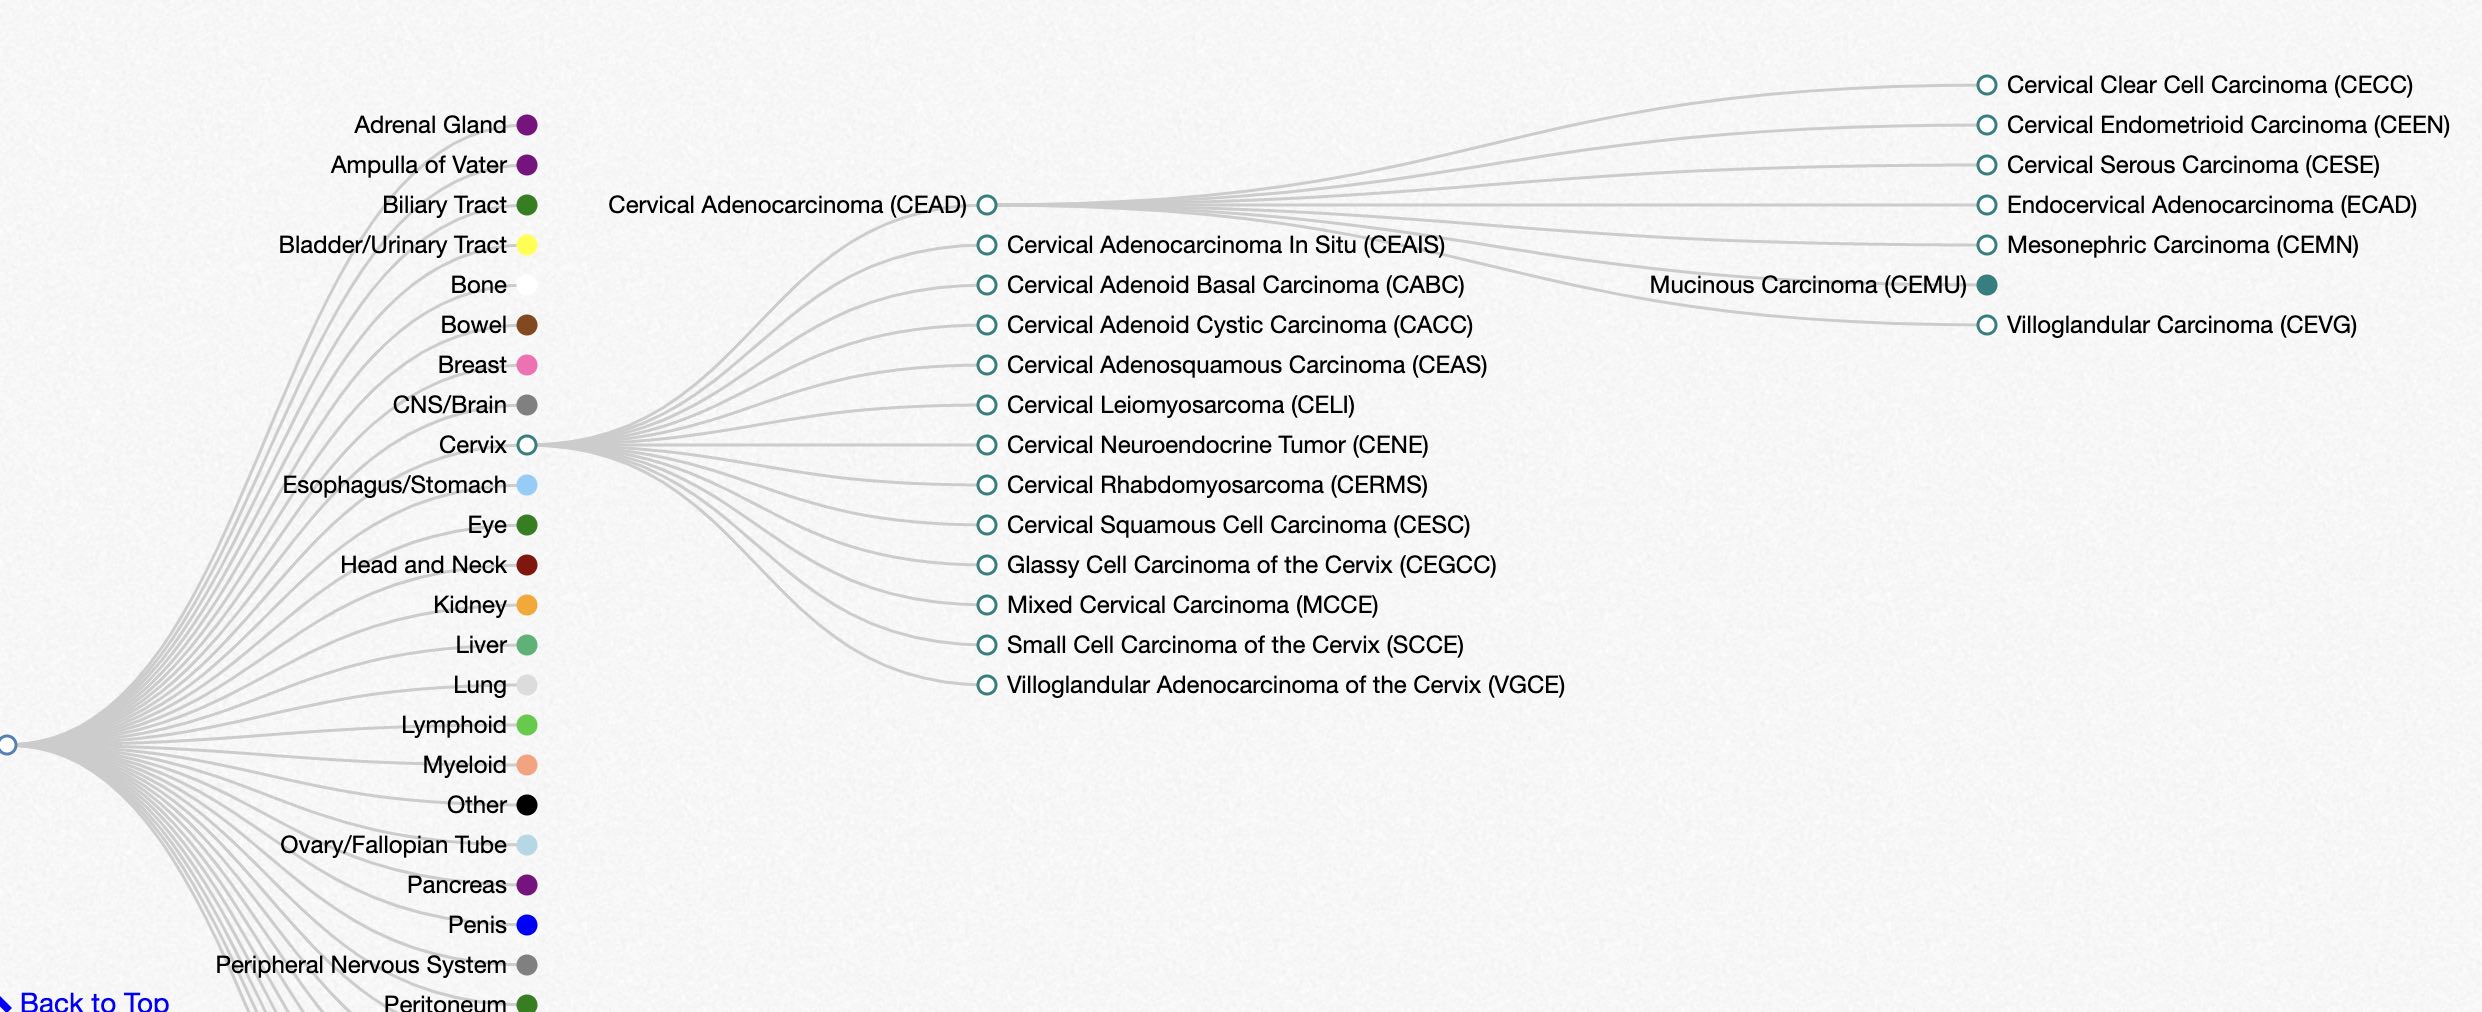 Adrenal Gland
Ampulla of Vater
Biliary Tract
Bladder/Urinary Tract
Bone
Bowel
Breast
CNS/Brain
Cervix
Esophagus/Stomach
Eye
Head and Neck
Kidney
Liver
Lung
Lymphoid
Myeloid
Other
Ovary/Fallopian Tube
Pancreas
Penis
Peripheral Nervous System
Peritoneum
Cervical Adenocarcinoma (CEAD)
Cervical Adenocarcinoma In Situ (CEAIS)
Cervical Adenoid Basal Carcinoma (CABC)
Cervical Adenoid Cystic Carcinoma (CACC)
Cervical Adenosquamous Carcinoma (CEAS)
Cervical Leiomyosarcoma (CELI)
Cervical Neuroendocrine Tumor (CENE)
Cervical Rhabdomyosarcoma (CERMS)
Cervical Squamous Cell Carcinoma (CESC)
Glassy Cell Carcinoma of the Cervix (CEGCC)
Mixed Cervical Carcinoma (MCCE)
Small Cell Carcinoma of the Cervix (SCCE)
Villoglandular Adenocarcinoma of the Cervix (VGCE)
Cervical Clear Cell Carcinoma (CECC)
Cervical Endometrioid Carcinoma (CEEN)
Cervical Serous Carcinoma (CESE)
Endocervical Adenocarcinoma (ECAD)
Mesonephric Carcinoma (CEMN)
Mucinous Carcinoma (CEMU)
Villoglandular Carcinoma (CEVG)
Back to Top